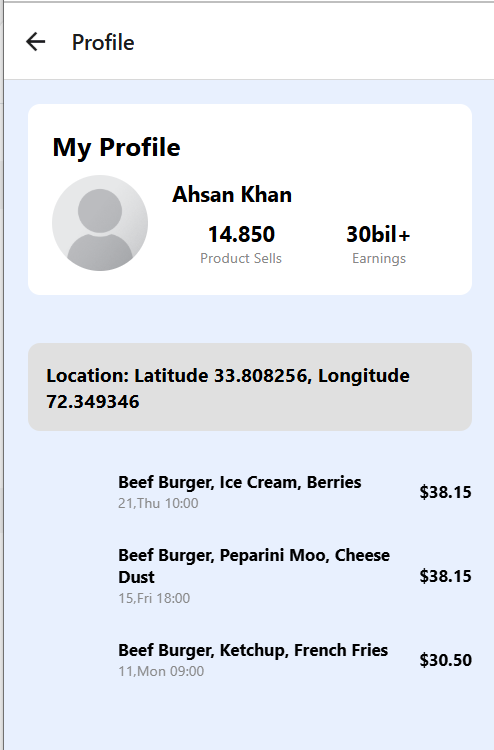 Profile
My Profile
Ahsan Khan
14.850
30bil+
Product Sells
Earnings
Location: Latitude 33.808256, Longitude
72.349346
Beef Burger, Ice Cream, Berries
21,Thu 10:00
$38.15
Beef Burger, Peparini Moo, Cheese
Dust
15,Fri 18:00
$38.15
Beef Burger, Ketchup, French Fries
11,Mon 09:00
$30.50